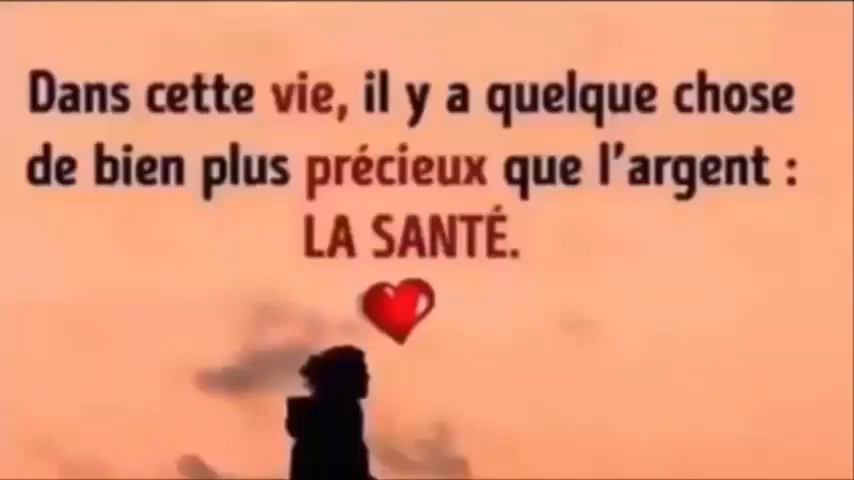 Dans cette vie, il y a quelque chose
de bien plus précieux que l'argent :
LA SANTÉ.